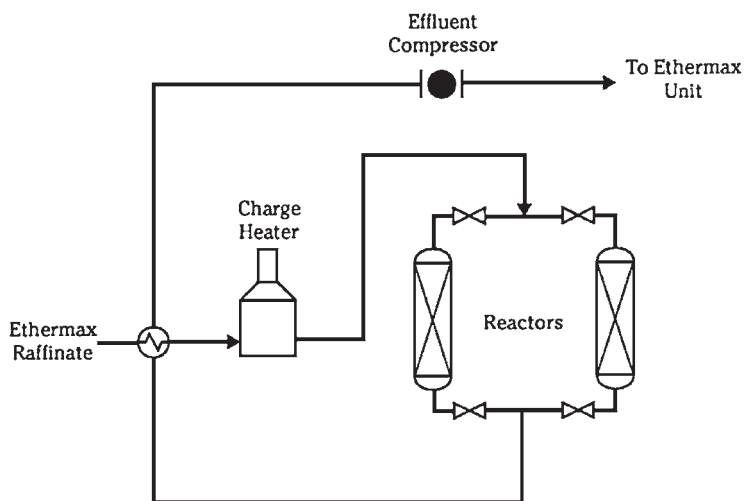 Effluent
Compressor
To Ethermax
Unit
Charge
Heater
Ethermax
Raffinate
Reactors